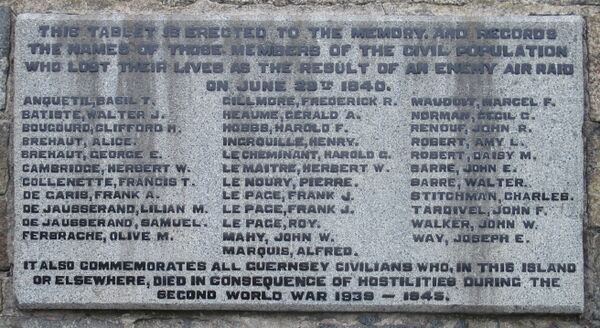 THIS TABLET IS ERECTED TO THE MEMORY, AND RECORDS
THE NAMES OF THOSE MEMBERS OF THE CIVIL POPULATION
WHO LOST THEIR LIVES AS THE RESULT OF AN ENEMY AIR RAID
ON JUNE 28TH 1940.
ANQUETIL, BASIL T.
BATISTE, WALTER J.
BOUGOURD, CLIFFORD H.
BREHAUT, ALICE.
BREHAUT, GEORGE E.
CAMBRIDGE, HERBERT W.
COLLENETTE, FRANCIS T.
DE GARIS, FRANK A.
DE JAUSSERAND, LILIAN M.
DE JAUSSERAND, SAMUEL.
FERBRACHE, OLIVE M.
GILLMORE, FREDERICK R.
HEAUME, GERALD A.
HOBBS, HAROLD F.
INGROUILLE, HENRY.
LE CHEMINANT, HAROLD G.
LE MAITRE, HERBERT W.
LE NOURY, PIERRE.
LE PAGE, FRANK J.
LE PAGE, FRANK J.
LE PAGE, ROY.
MAHY, JOHN W.
MARQUIS, ALFRED.
MAUDUIT, MARCEL F.
NORMAN, CECIL C.
RENOUF, JOHN R.
ROBERT, AMY L.
ROBERT, DAISY M.
SARRE, JOHN E.
SARRE, WALTER.
STITCHMAN, CHARLES.
TARDIVEL, JOHN F.
WALKER, JOHN W.
WAY, JOSEPH E.
IT ALSO COMMEMORATES ALL GUERNSEY CIVILIANS WHO, IN THIS ISLAND
OR ELSEWHERE, DIED IN CONSEQUENCE OF HOSTILITIES DURING THE
SECOND WORLD WAR 1939 — 1945.